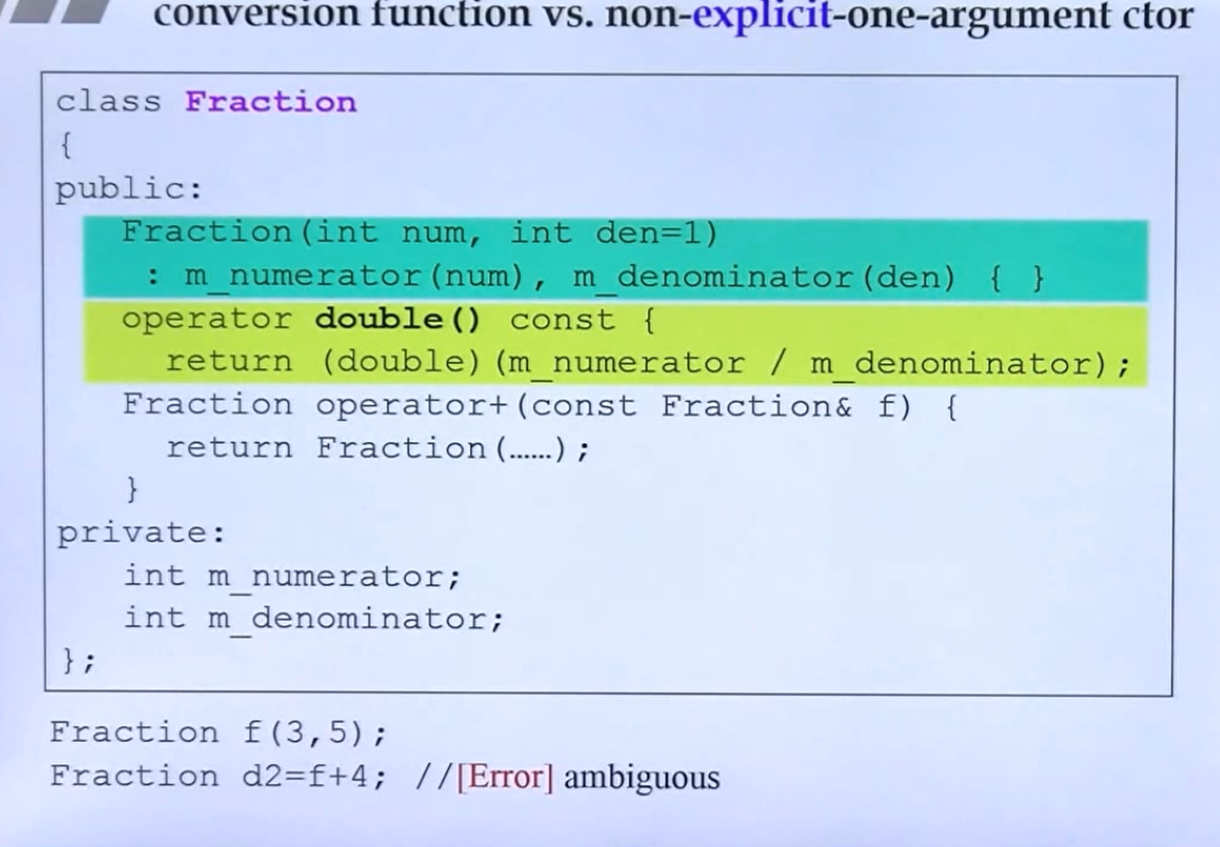 conversion function vs. non-explicit-one-argument ctor
class Fraction
{
public:
Fraction(int num, int den=1)
: m_numerator(num), m_denominator(den) { }
operator double() const {
return (double)(m_numerator / m_denominator);
Fraction operator+(const Fraction& f) {
return Fraction(……);
}
private:
int m_numerator;
int m_denominator;
};
Fraction f(3,5);
Fraction d2=f+4; //[Error] ambiguous